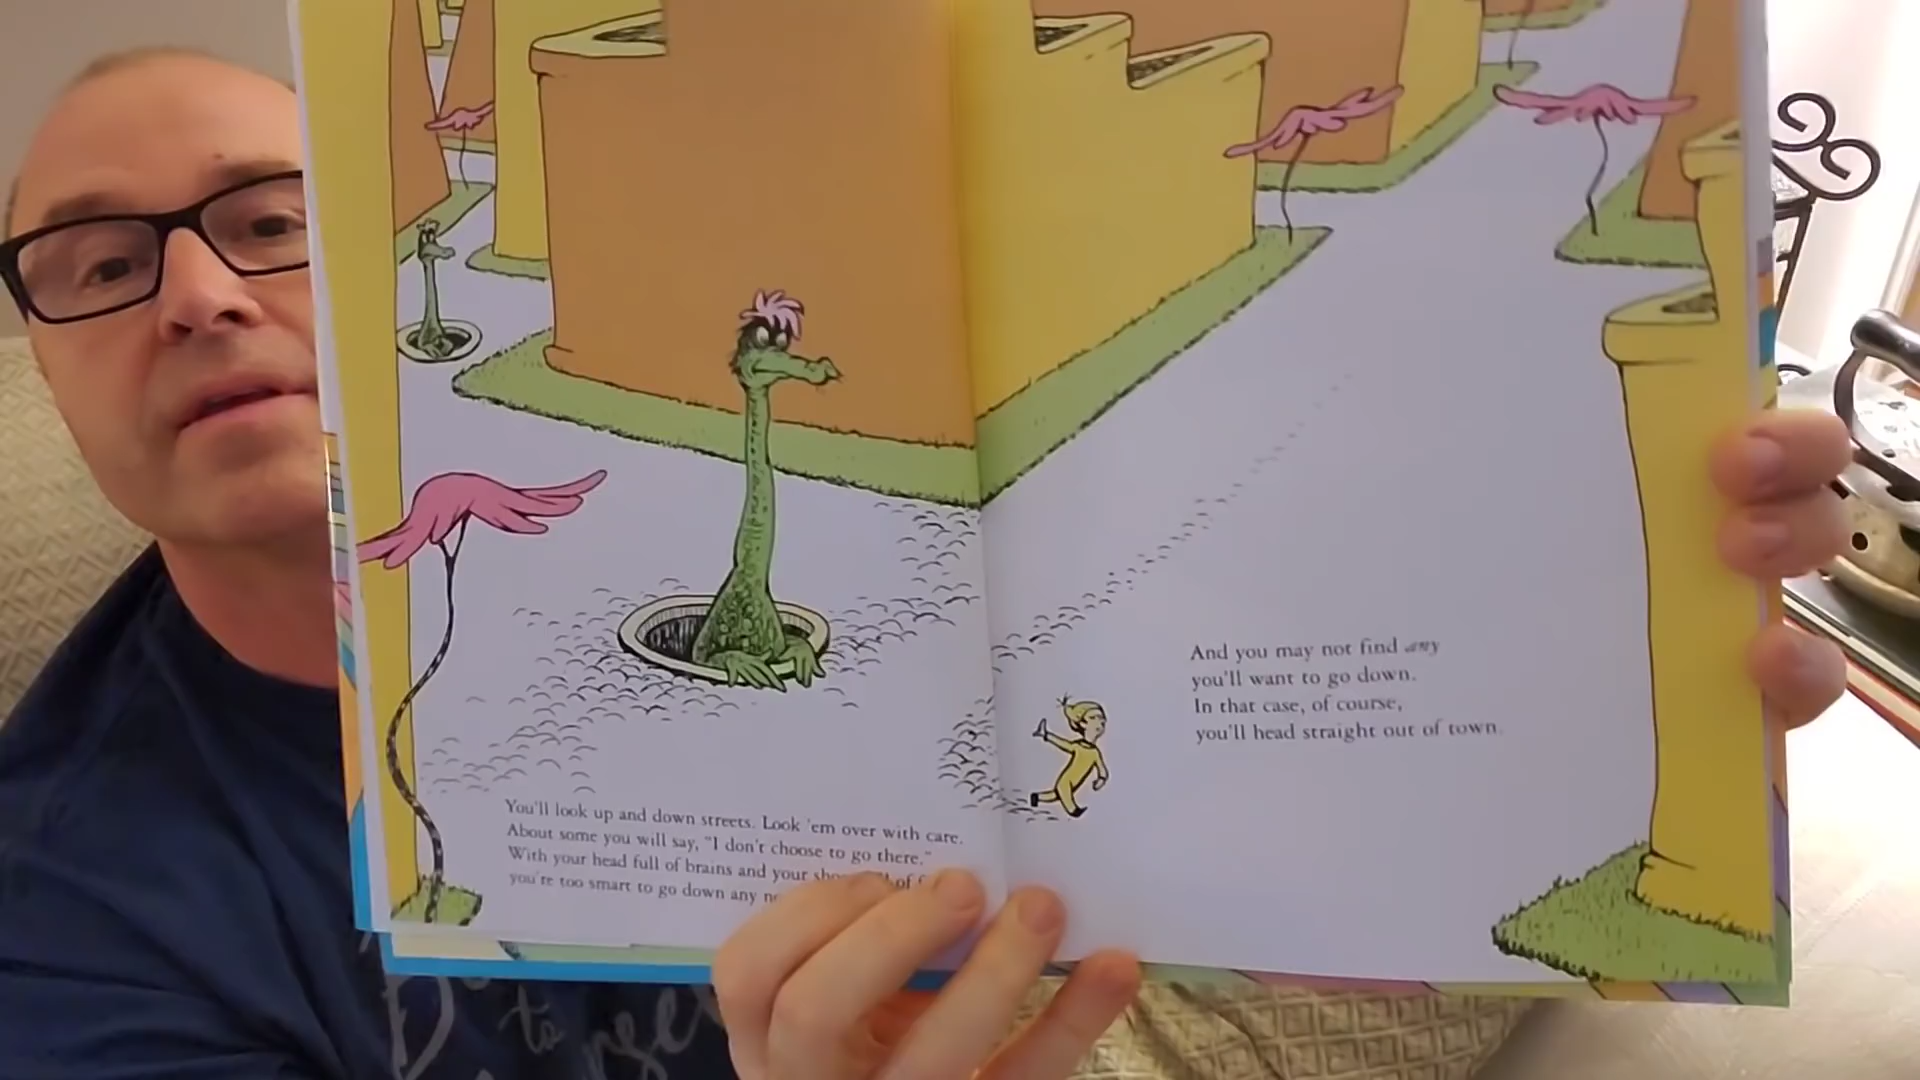 You'll look up and down streets. Look 'em over with care.
About some you will say, "I don't choose to go there."
With your head full of brains and your of
you're too smart to go down any
And you may not find any
you'll want to go down.
In that case, of course,
you'll head straight out of town.
to